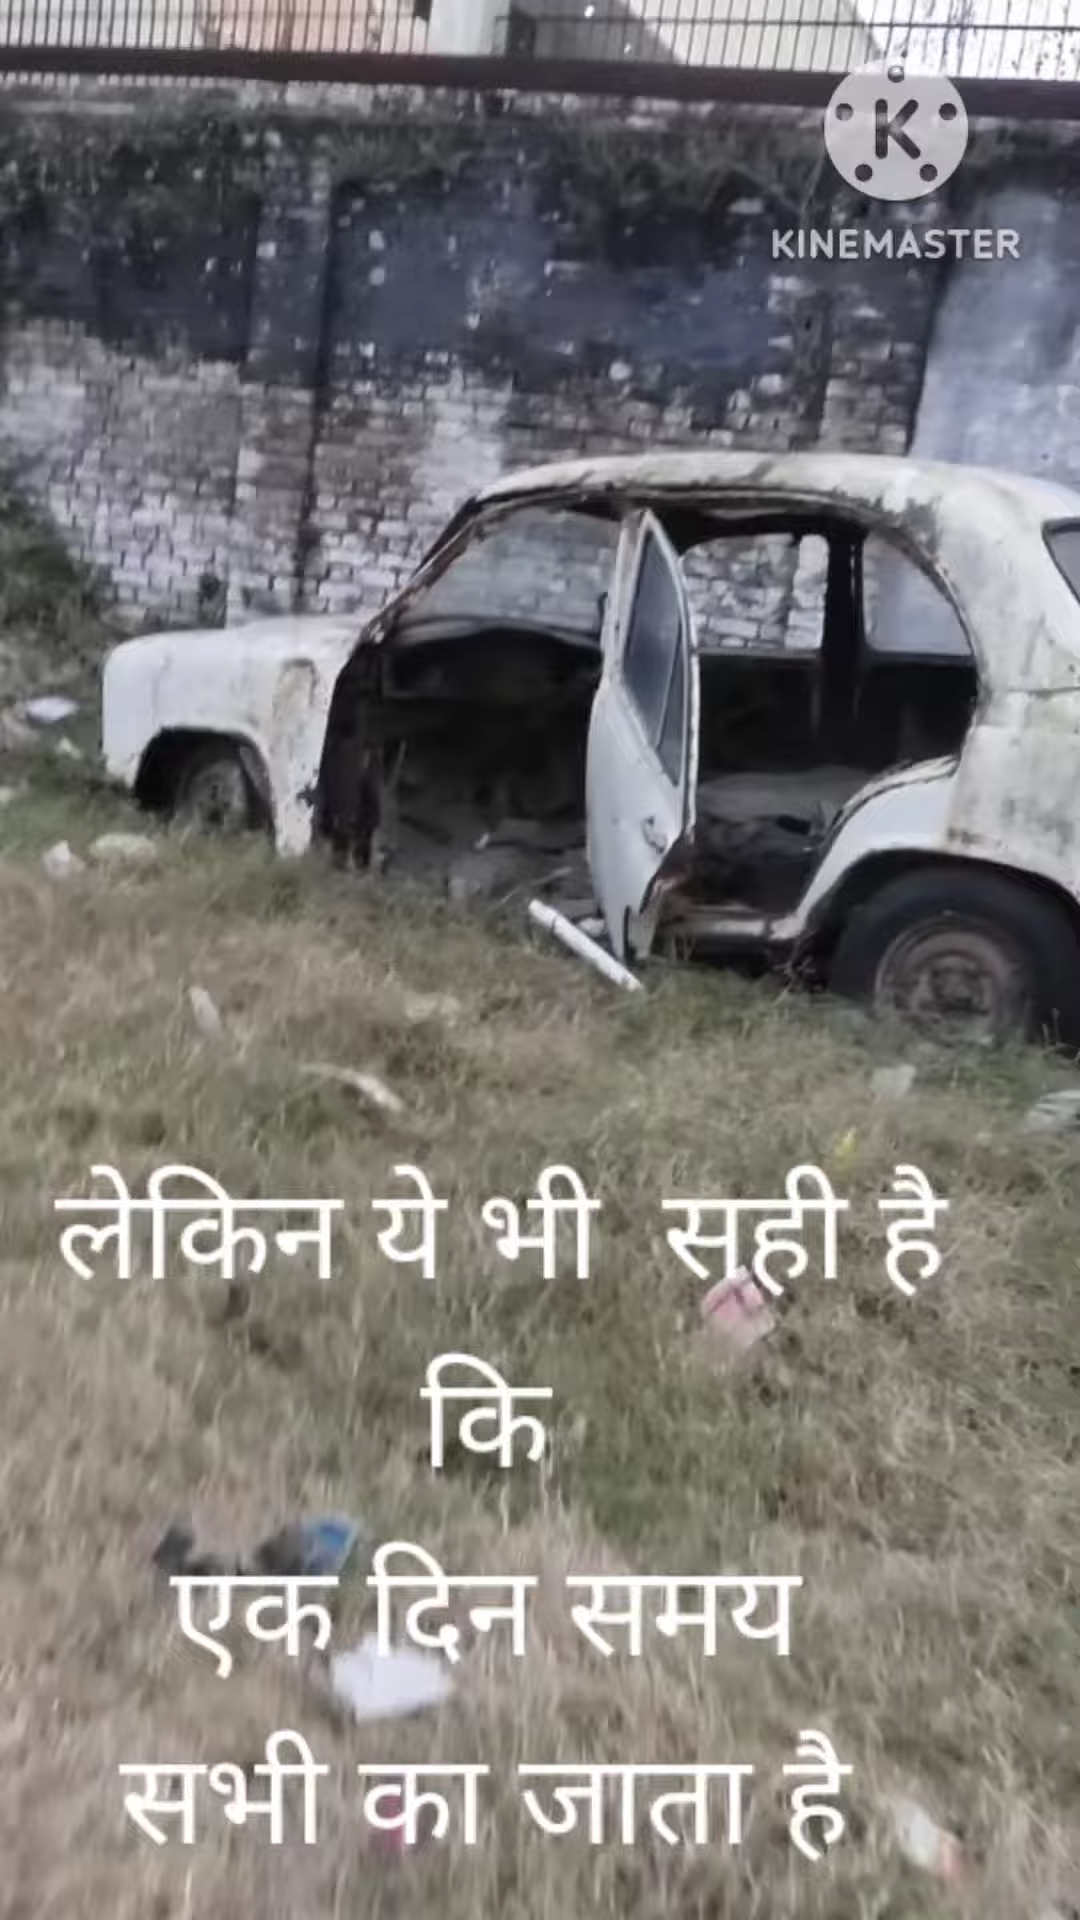 K
KINEMASTER
लेकिन ये भी सही है
कि
एक दिन समय
सभी का जाता है